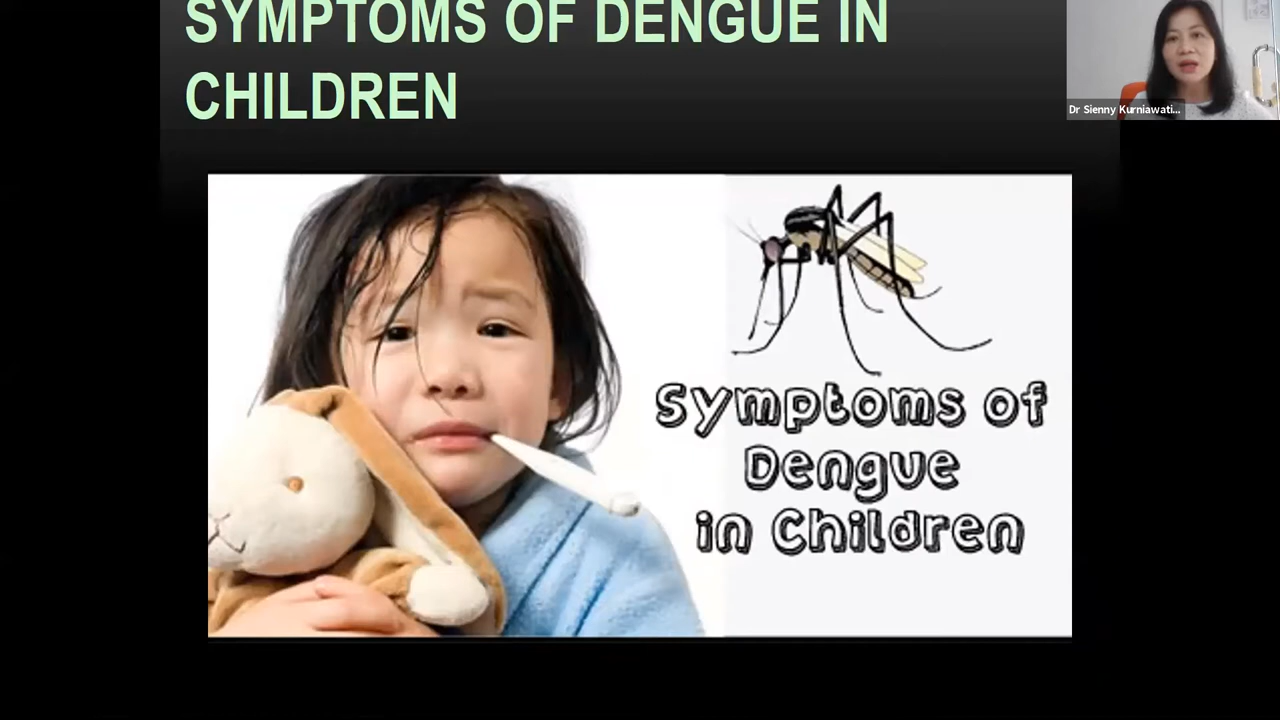 SYMPTOMS OF DENGUE IN
CHILDREN
Dr Sienny Kurniawati...
Symptoms of
Dengue
in Children